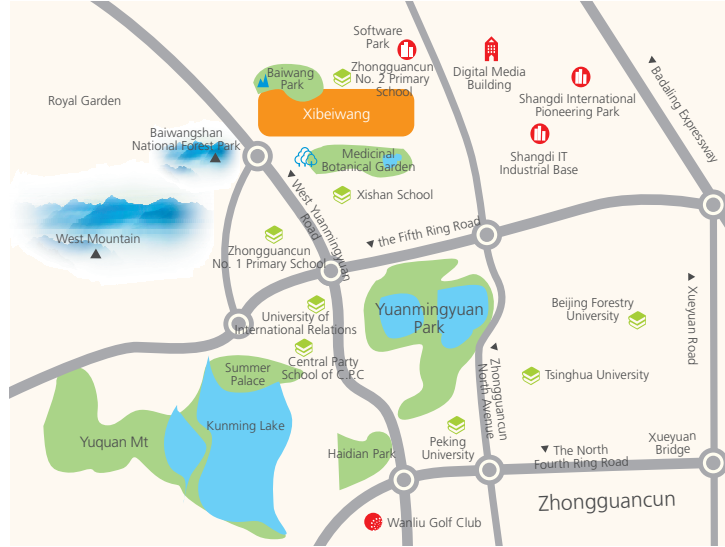 Software
Park
Baiwang
Park
Zhongguancun
No. 2 Primary
School
Digital Media
Building
Shangdi International
Pioneering Park
Badaling Expressway
Royal Garden
Xibeiwang
Baiwangshan
National Forest Park
Medicinal
Botanical Garden
Shangdi IT
Industrial Base
Xishan School
West Yuanmingyuan
Road
West Mountain
the Fifth Ring Road
Zhongguancun
No. 1 Primary School
University of
International Relations
Yuanmingyuan
Park
Beijing Forestry
University
Xueyuan Road
Central Party
School of C.P.C
Summer
Palace
Tsinghua University
Zhongguancun
North Avenue
Kunming Lake
Yuquan Mt
Haidian Park
Peking
University
The North
Fourth Ring Road
Xueyuan
Bridge
Zhongguancun
Wanliu Golf Club